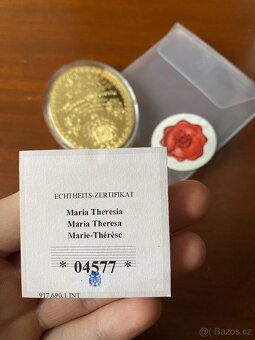 ECHTHEITS-ZERTIFIKAT
Maria Theresia
Maria Theresa
Marie-Thérèse
* 04577 *
917.690.1 INT
© Bazos.cz